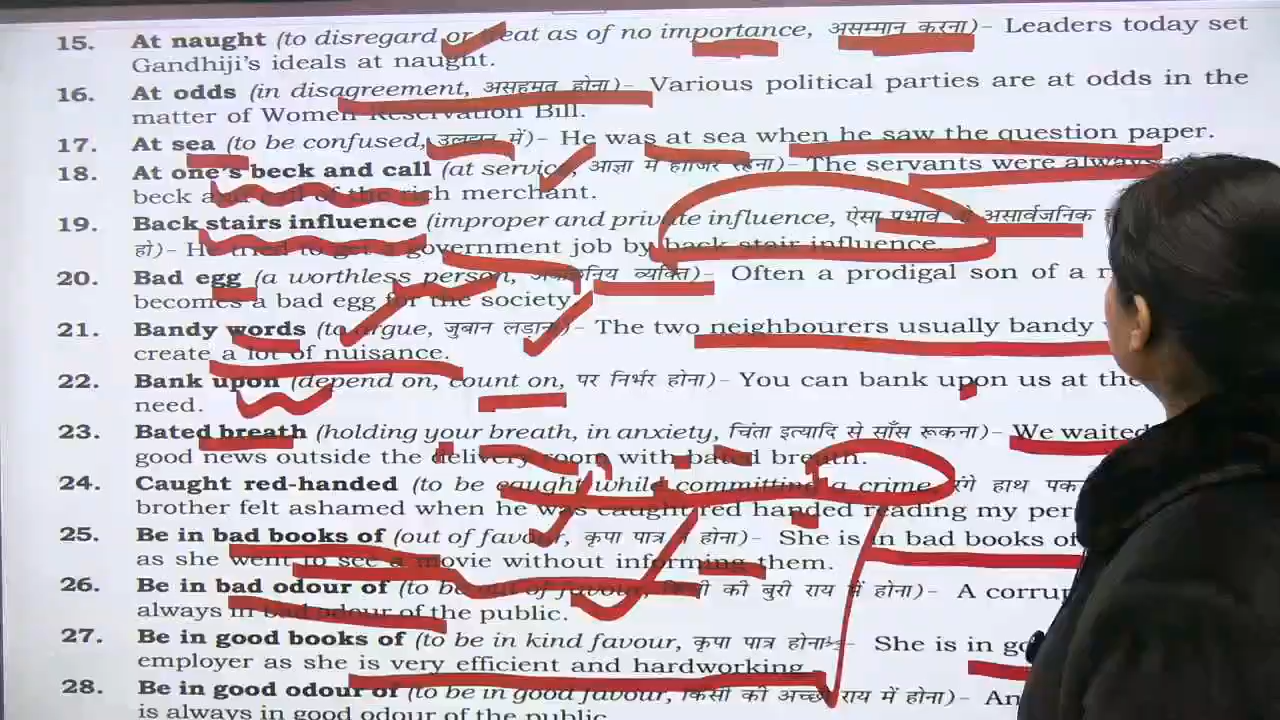 15. At naught (to disregard or treat as of no importance, असम्मान करना)- Leaders today set
Gandhiji's ideals at naught.
16. At odds (in disagreement, असहमत होना)- Various political parties are at odds in the
matter of Women Reservation Bill.
17. At sea (to be confused, उलझन में)- He was at sea when he saw the question paper.
18. At one's beck and call (at service, आज्ञा में हाजिर रहना)- The servants were always
beck and call of the rich merchant.
19. Back stairs influence (improper and private influence, ऐसा प्रभाव जो असार्वजनिक
हो)- He tried to get a government job by back stair influence.
20. Bad egg (a worthless person, व्यक्ति)- Often a prodigal son of a
becomes a bad egg for the society.
21. Bandy words (to argue, जुबान लड़ाना)- The two neighbourers usually bandy
create a lot of nuisance.
22. Bank upon (depend on, count on, पर निर्भर होना)- You can bank upon us at the
need.
23. Bated breath (holding your breath, in anxiety, चिंता इत्यादि से साँस रूकना)- We waited
good news outside the delivery room with bated breath.
24. Caught red-handed (to be caught while committing a crime, रंगे हाथ
brother felt ashamed when he was caught red handed reading my
25. Be in bad books of (out of favour, कृपा पात्र न होना)- She is in bad books of
as she went to see a movie without informing them.
26. Be in bad odour of (to be out of favour, किसी की बुरी राय में होना)- A
always in bad odour of the public.
27. Be in good books of (to be in kind favour, कृपा पात्र होना)- She is in
employer as she is very efficient and hardworking.
28. Be in good odour of (to be in good favour, किसी की अच्छी राय में होना)-
is always in good odour of the public.